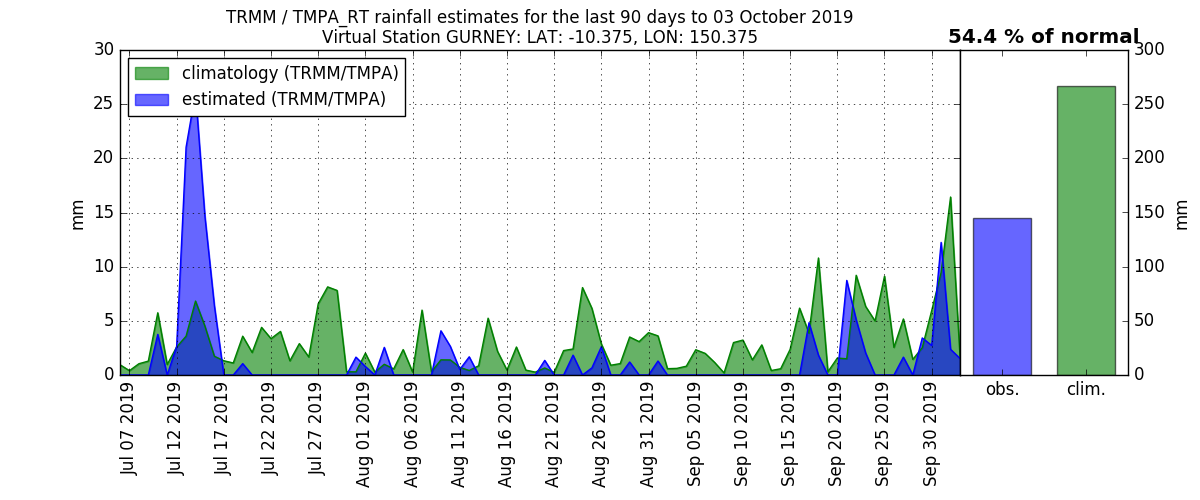 TRMM / TMPA_RT rainfall estimates for the last 90 days to 03 October 2019
Virtual Station GURNEY: LAT: -10.375, LON: 150.375
54.4 % of normal
climatology (TRMM/TMPA)
estimated (TRMM/TMPA)
mm
30
25
20
15
10
5
0
Jul 07 2019
Jul 12 2019
Jul 17 2019
Jul 22 2019
Jul 27 2019
Aug 01 2019
Aug 06 2019
Aug 11 2019
Aug 16 2019
Aug 21 2019
Aug 26 2019
Aug 31 2019
Sep 05 2019
Sep 10 2019
Sep 15 2019
Sep 20 2019
Sep 25 2019
Sep 30 2019
obs.
clim.
300
250
200
150
100
50
0
mm